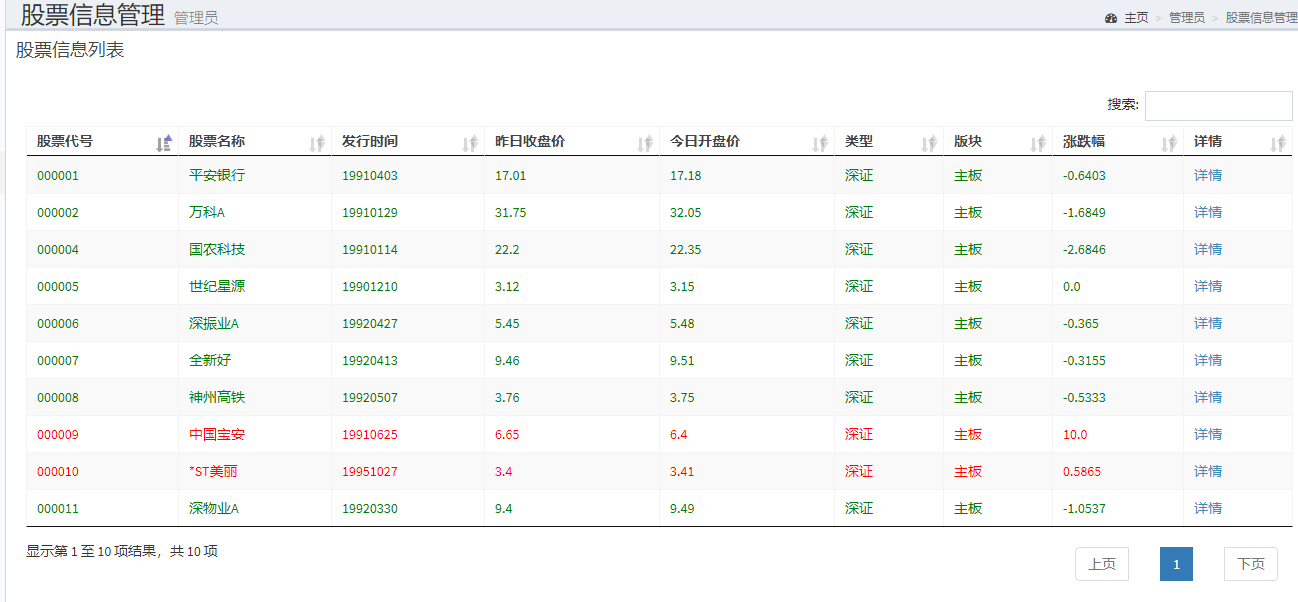 股票信息管理 管理员 主页 > 管理员 > 股票信息管理
股票信息列表
搜索:
股票代号 股票名称 发行时间 昨日收盘价 今日开盘价 类型 版块 涨跌幅 详情
000001 平安银行 19910403 17.01 17.18 深证 主板 -0.6403 详情
000002 万科A 19910129 31.75 32.05 深证 主板 -1.6849 详情
000004 国农科技 19910114 22.2 22.35 深证 主板 -2.6846 详情
000005 世纪星源 19901210 3.12 3.15 深证 主板 0.0 详情
000006 深振业A 19920427 5.45 5.48 深证 主板 -0.365 详情
000007 全新好 19920413 9.46 9.51 深证 主板 -0.3155 详情
000008 神州高铁 19920507 3.76 3.75 深证 主板 -0.5333 详情
000009 中国宝安 19910625 6.65 6.4 深证 主板 10.0 详情
000010 *ST美丽 19951027 3.4 3.41 深证 主板 0.5865 详情
000011 深物业A 19920330 9.4 9.49 深证 主板 -1.0537 详情
显示第 1 至 10 项结果，共 10 项
上页 1 下页